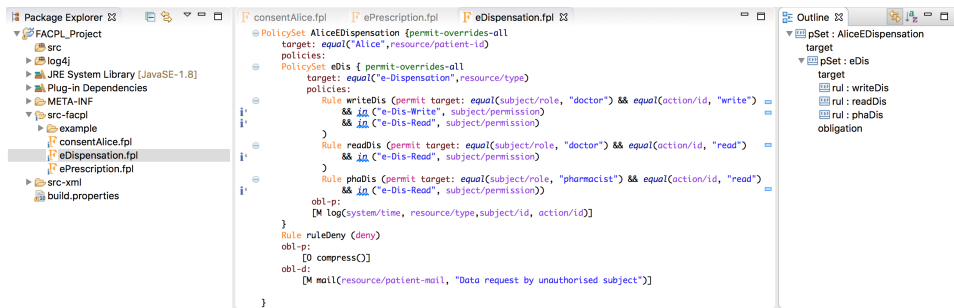 Package Explorer
FACPL_Project
src
log4j
JRE System Library [JavaSE-1.8]
Plug-in Dependencies
META-INF
src-facpl
example
consentAlice.fpl
eDispensation.fpl
ePrescription.fpl
src-xml
build.properties
consentAlice.fpl ePrescription.fpl eDispensation.fpl
PolicySet AliceEDispensation {permit-overrides-all
target: equal("Alice",resource/patient-id)
policies:
PolicySet eDis { permit-overrides-all
target: equal("e-Dispensation",resource/type)
policies:
Rule writeDis (permit target: equal(subject/role, "doctor") && equal(action/id, "write")
&& in ("e-Dis-Write", subject/permission)
&& in ("e-Dis-Read", subject/permission)
)
Rule readDis (permit target: equal(subject/role, "doctor") && equal(action/id, "read")
&& in ("e-Dis-Read", subject/permission)
)
Rule phaDis (permit target: equal(subject/role, "pharmacist") && equal(action/id, "read")
&& in ("e-Dis-Read", subject/permission))
obl-p:
[M log(system/time, resource/type,subject/id, action/id)]
}
Rule ruleDeny (deny)
obl-p:
[O compress()]
obl-d:
[M mail(resource/patient-mail, "Data request by unauthorised subject")]
}
Outline
pSet : AliceEDispensation
target
pSet : eDis
target
rul : writeDis
rul : readDis
rul : phaDis
obligation